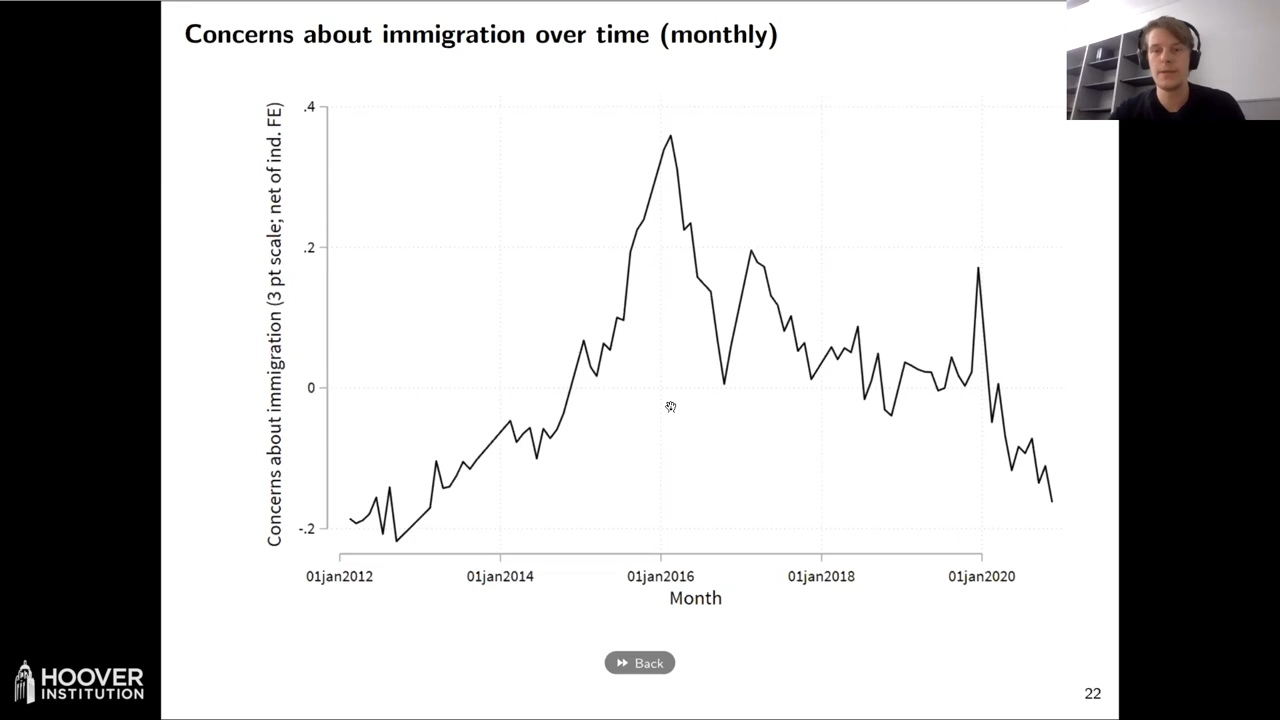 Concerns about immigration over time (monthly)
Concerns about immigration (3 pt scale; net of ind. FE)
.4
.2
0
-.2
01jan2012 01jan2014 01jan2016 01jan2018 01jan2020
Month
Back
HOOVER
INSTITUTION
22